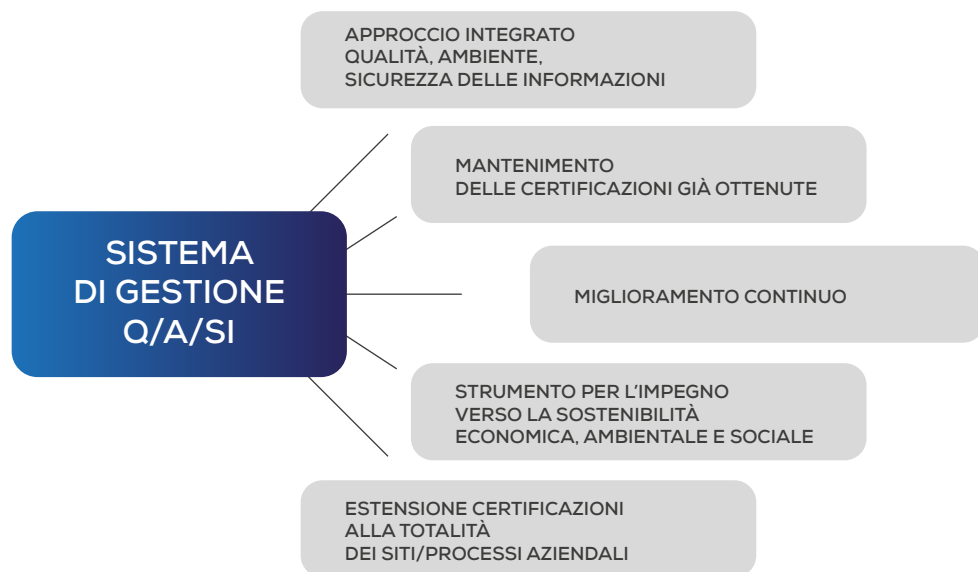 APPROCCIO INTEGRATO
QUALITÀ, AMBIENTE,
SICUREZZA DELLE INFORMAZIONI
MANTENIMENTO
DELLE CERTIFICAZIONI GIÀ OTTENUTE
SISTEMA
DI GESTIONE
Q/A/SI
MIGLIORAMENTO CONTINUO
STRUMENTO PER L'IMPEGNO
VERSO LA SOSTENIBILITÀ
ECONOMICA, AMBIENTALE E SOCIALE
ESTENSIONE CERTIFICAZIONI
ALLA TOTALITÀ
DEI SITI/PROCESSI AZIENDALI